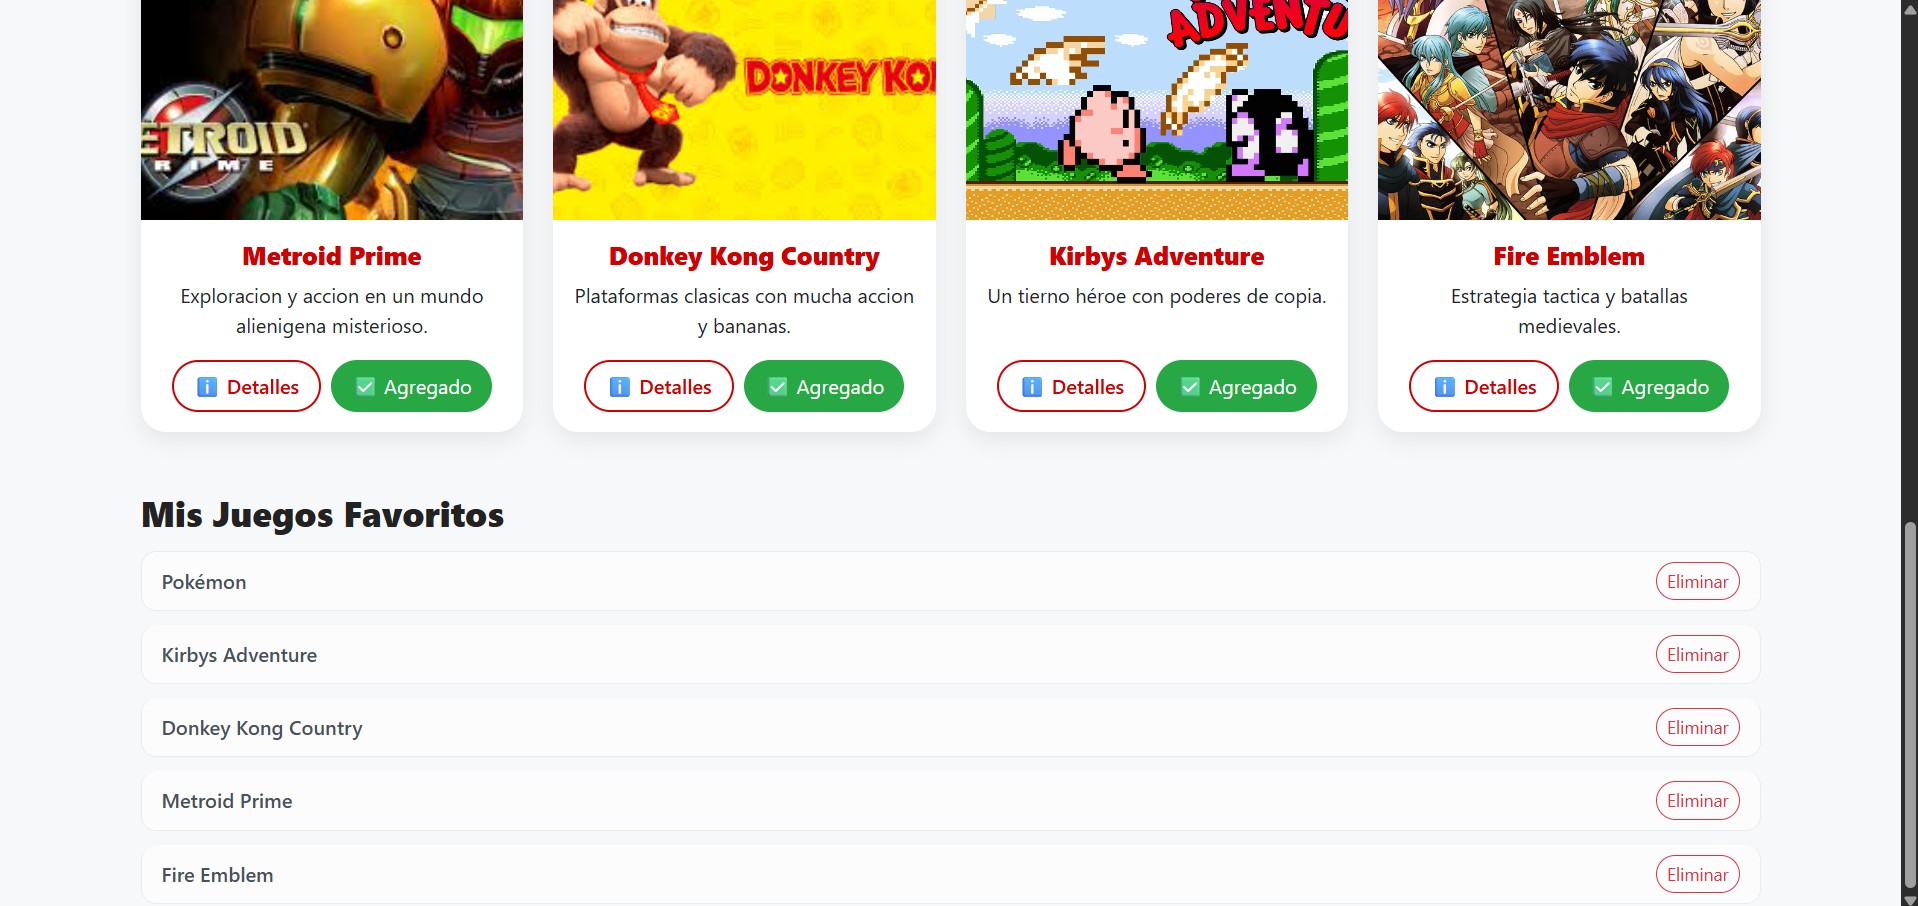 ETROID
RIME
DONKEY KON
ADVENTU
Metroid Prime
Exploracion y accion en un mundo
alienigena misterioso.
Detalles
Agregado
Donkey Kong Country
Plataformas clasicas con mucha accion
y bananas.
Detalles
Agregado
Kirbys Adventure
Un tierno héroe con poderes de copia.
Detalles
Agregado
Fire Emblem
Estrategia tactica y batallas
medievales.
Detalles
Agregado
Mis Juegos Favoritos
Pokémon
Eliminar
Kirbys Adventure
Eliminar
Donkey Kong Country
Eliminar
Metroid Prime
Eliminar
Fire Emblem
Eliminar